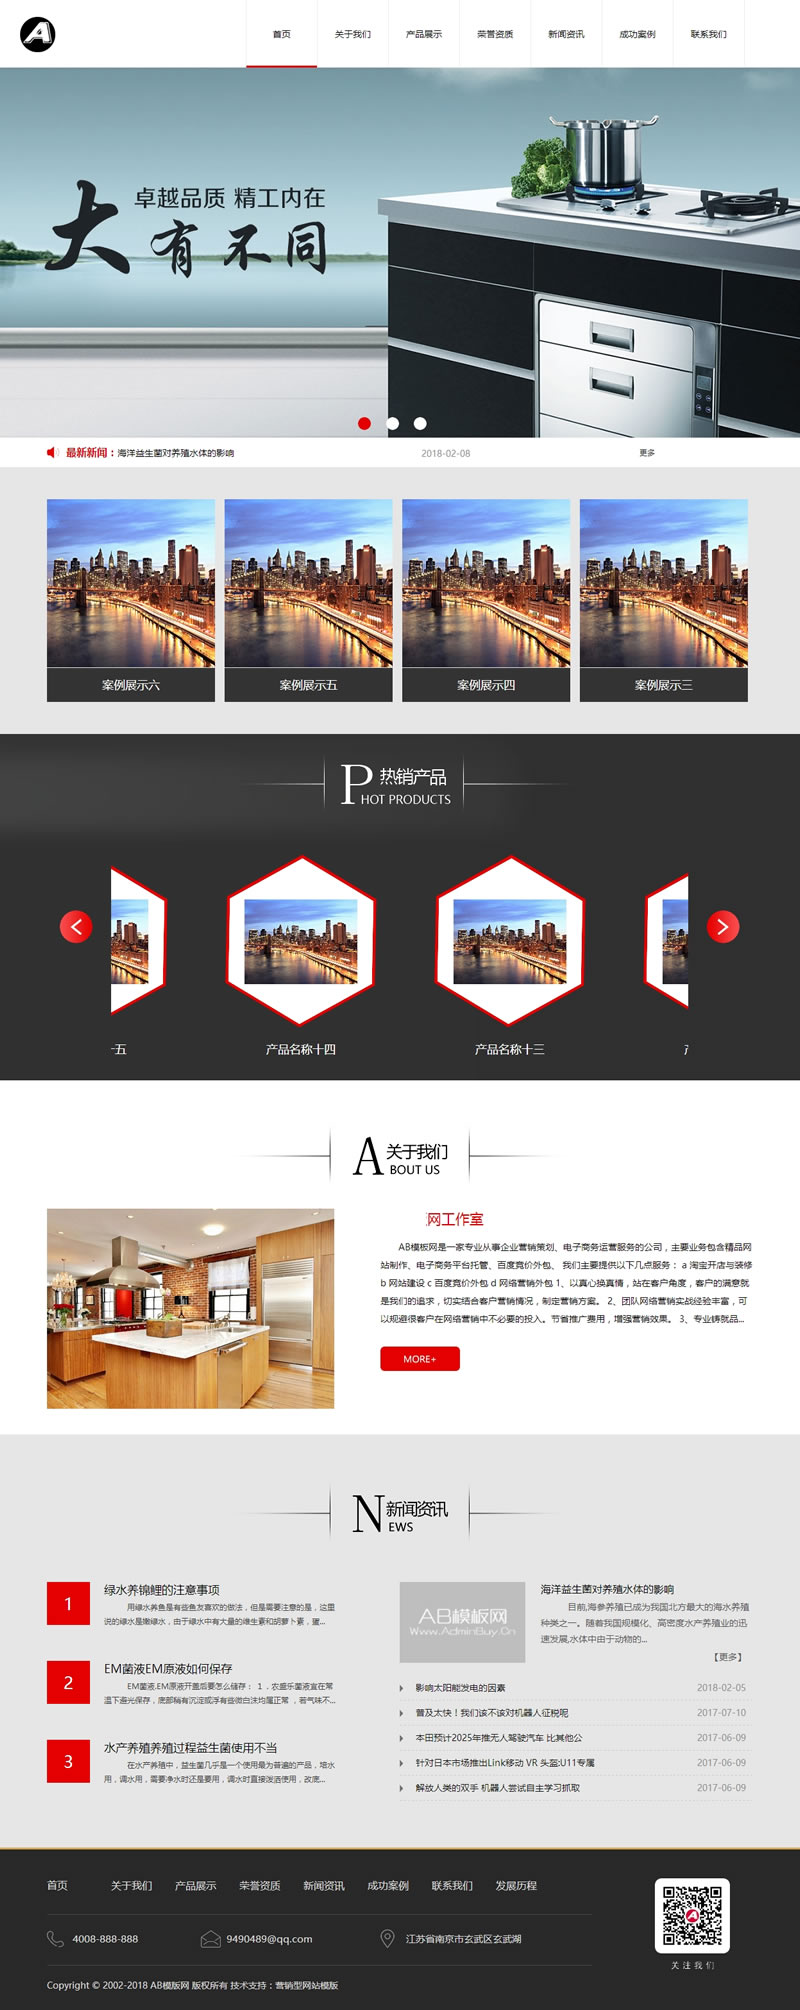 A
首页 关于我们 产品展示 荣誉资质 新闻资讯 成功案例 联系我们
卓越品质 精工内在
大有不同
最新新闻：海洋益生菌对养殖水体的影响 2018-02-08 更多
案例展示六 案例展示五 案例展示四 案例展示三
P 热销产品
HOT PRODUCTS
五 产品名称十四 产品名称十三
A 关于我们
BOUT US
网工作室
AB模板网是一家专业从事企业营销策划、电子商务运营服务的公司，主要业务包含精品网
站制作、电子商务平台托管、百度竞价外包、 我们主要提供以下几点服务： a 淘宝开店与装修
b 网站建设 c 百度竞价外包 d 网络营销外包 1、以真心换真情，站在客户角度，客户的满意就
是我们的追求，切实结合客户营销情况，制定营销方案。 2、团队网络营销实战经验丰富，可
以规避很客户在网络营销中不必要的投入。节省推广费用，增强营销效果。 3、专业铸就品...
MORE+
N 新闻资讯
EWS
1 绿水养锦鲤的注意事项
用绿水养鱼是有些鱼友喜欢的做法，但是需要注意的是，这里
说的绿水是嫩绿水，由于绿水中有大量的维生素和胡萝卜素，蛋...
2 EM菌液EM原液如何保存
EM菌液,EM原液开盖后要怎么储存： 1 ．农盛乐菌液宜在常
温下避光保存，底部稍有沉淀或浮有些微白沫均属正常 ，若气味不...
3 水产养殖养殖过程益生菌使用不当
在水产养殖中，益生菌几乎是一个使用最为普遍的产品，培水
用，调水用，需要净水时还是要用，调水时直接泼洒使用，改底...
AB模板网
Www.AdminBuy.Cn
海洋益生菌对养殖水体的影响
目前,海参养殖已成为我国北方最大的海水养殖
种类之一。随着我国规模化、高密度水产养殖业的迅
速发展,水体中由于动物的...
【更多】
影响太阳能发电的因素 2018-02-05
普及太快！我们该不该对机器人征税呢 2017-07-10
本田预计2025年推无人驾驶汽车 比其他公 2017-06-09
针对日本市场推出Link移动 VR 头盔:U11专属 2017-06-09
解放人类的双手 机器人尝试自主学习抓取 2017-06-09
首页 关于我们 产品展示 荣誉资质 新闻资讯 成功案例 联系我们 发展历程
4008-888-888 9490489@qq.com 江苏省南京市玄武区玄武湖
关注我们
Copyright © 2002-2018 AB模版网 版权所有 技术支持：营销型网站模版